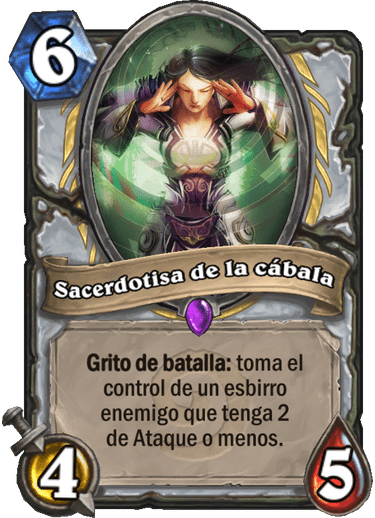 6
Sacerdotisa de la cábala
Grito de batalla: toma el
control de un esbirro
enemigo que tenga 2
de Ataque o menos.
4
5